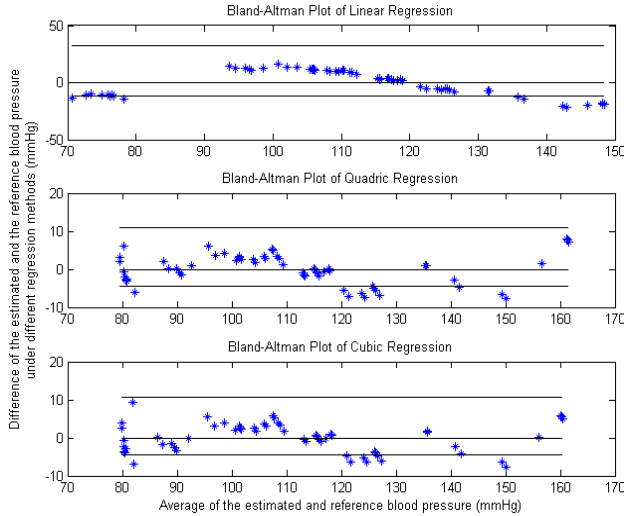 Bland-Altman Plot of Linear Regression
50
0
-50
70 80 90 100 110 120 130 140 150
Bland-Altman Plot of Quadric Regression
20
10
0
-10
70 80 90 100 110 120 130 140 150 160 170
Bland-Altman Plot of Cubic Regression
20
10
0
-10
70 80 90 100 110 120 130 140 150 160 170
Average of the estimated and reference blood pressure (mmHg)
Difference of the estimated and the reference blood pressure
under different regression methods (mmHg)